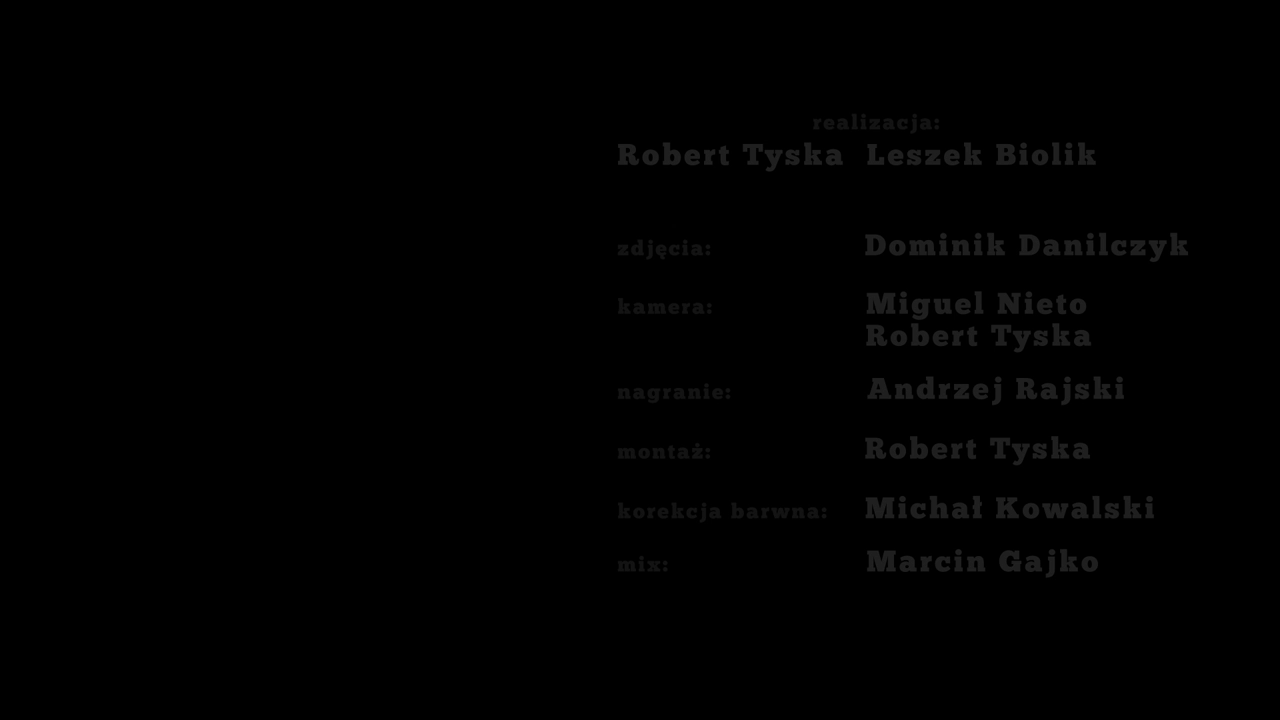 realizacja:
Robert Tyska Leszek Biolik
zdjęcia: Dominik Danilczyk
kamera: Miguel Nieto
Robert Tyska
nagranie: Andrzej Rajski
montaż: Robert Tyska
korekcja barwna: Michał Kowalski
mix: Marcin Gajko